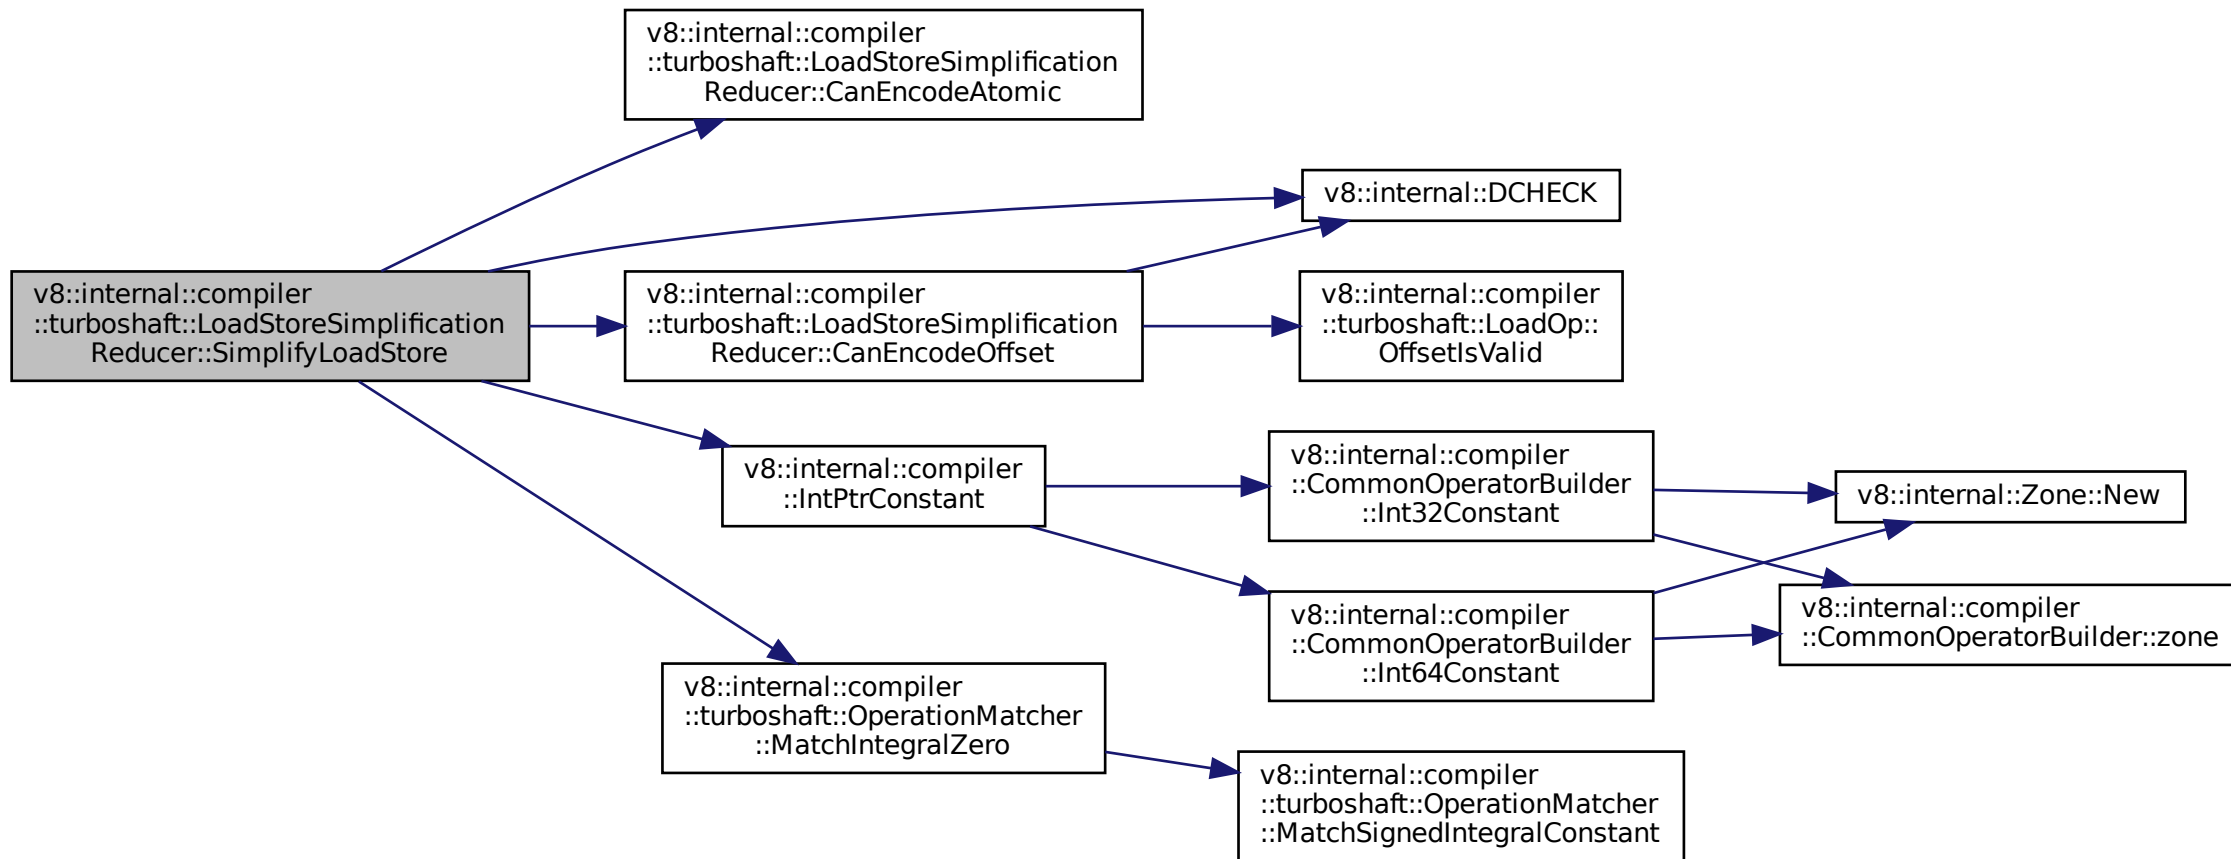 v8::internal::compiler
::turboshaft::LoadStoreSimplification
Reducer::SimplifyLoadStore
v8::internal::compiler
::turboshaft::LoadStoreSimplification
Reducer::CanEncodeAtomic
v8::internal::DCHECK
v8::internal::compiler
::turboshaft::LoadStoreSimplification
Reducer::CanEncodeOffset
v8::internal::compiler
::turboshaft::LoadOp::
OffsetIsValid
v8::internal::compiler
::IntPtrConstant
v8::internal::compiler
::CommonOperatorBuilder
::Int32Constant
v8::internal::Zone::New
v8::internal::compiler
::CommonOperatorBuilder::zone
v8::internal::compiler
::CommonOperatorBuilder
::Int64Constant
v8::internal::compiler
::turboshaft::OperationMatcher
::MatchIntegralZero
v8::internal::compiler
::turboshaft::OperationMatcher
::MatchSignedIntegralConstant